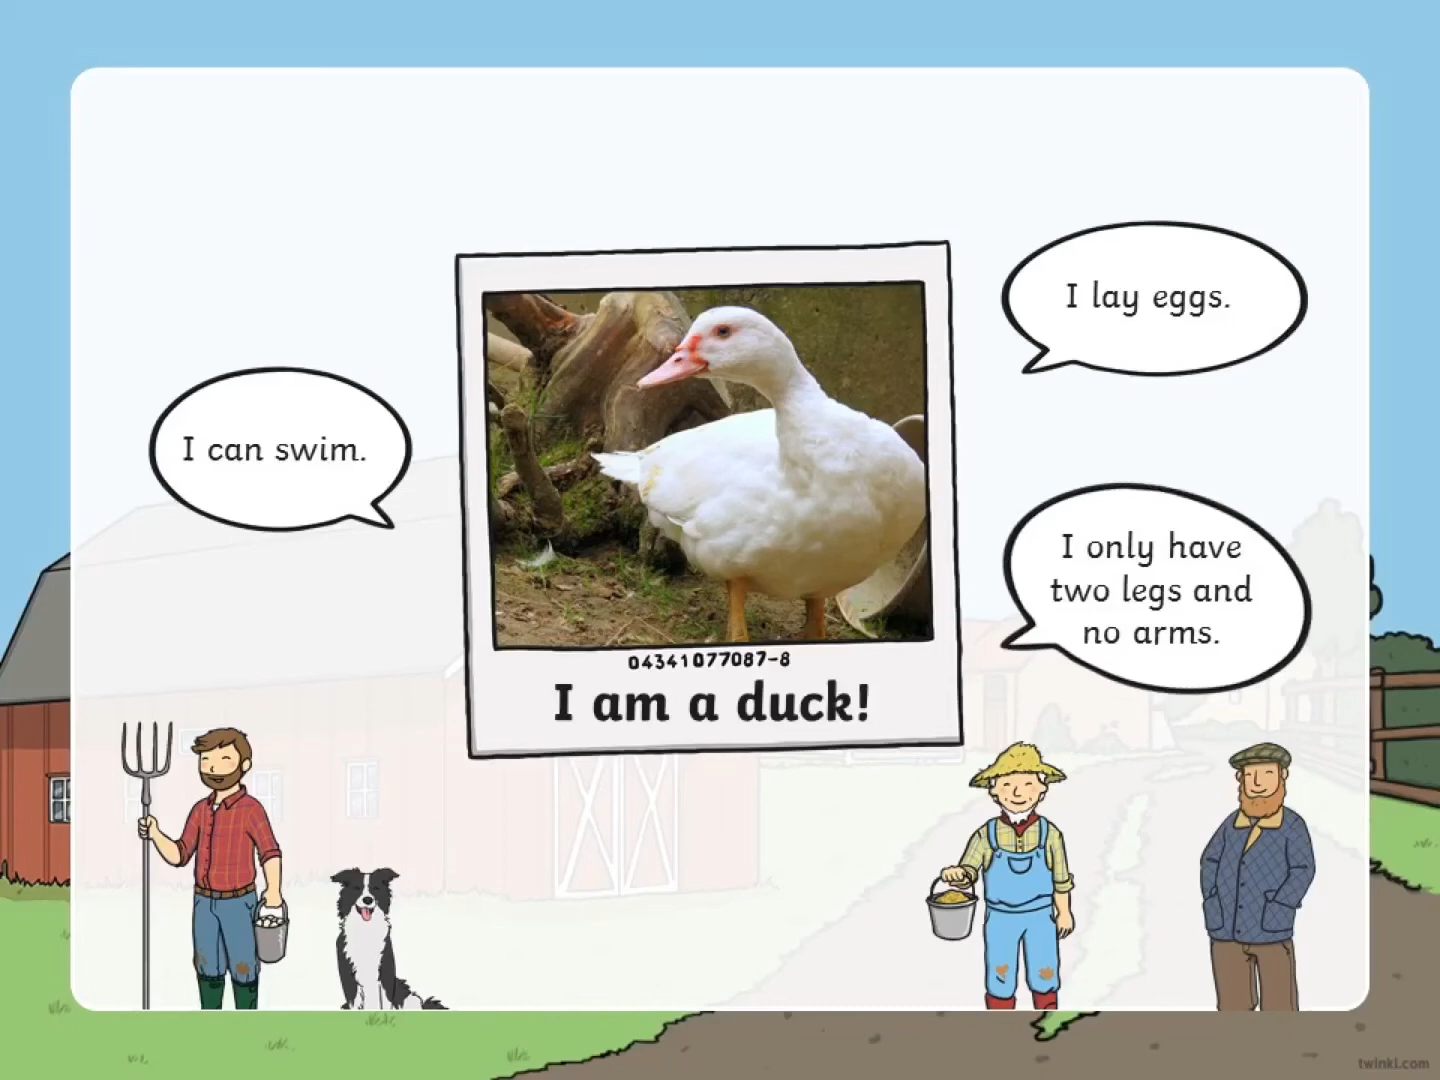 I lay eggs.
I can swim.
I only have
two legs and
no arms.
04341077087-8
I am a duck!
twinkl.com